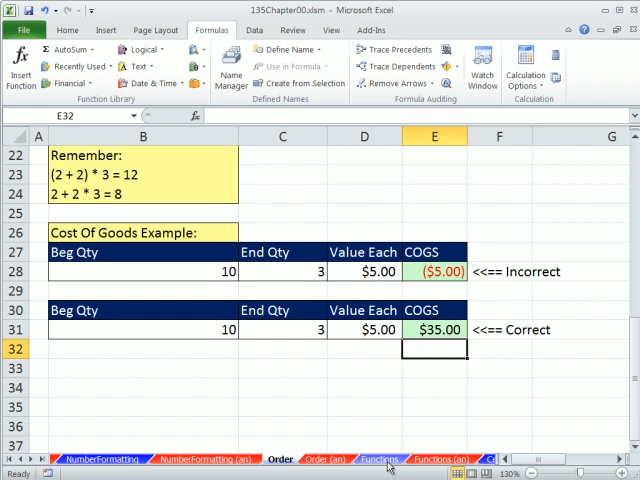 135Chapter00.xlsm - Microsoft Excel
File Home Insert Page Layout Formulas Data Review View Add-Ins
Insert Function
AutoSum
Recently Used
Financial
Logical
Text
Date & Time
Function Library
Name Manager
Define Name
Use in Formula
Create from Selection
Defined Names
Trace Precedents
Trace Dependents
Remove Arrows
Formula Auditing
Watch Window
Calculation Options
Calculation
E32 fx
A B C D E F G
22 Remember:
23 (2 + 2) * 3 = 12
24 2 + 2 * 3 = 8
25
26 Cost Of Goods Example:
27 Beg Qty End Qty Value Each COGS
28 10 3 $5.00 ($5.00) <<== Incorrect
29
30 Beg Qty End Qty Value Each COGS
31 10 3 $5.00 $35.00 <<== Correct
32
33
34
35
36
37
NumberFormatting NumberFormatting (an) Order Order (an) Functions Functions (an)
Ready 130%